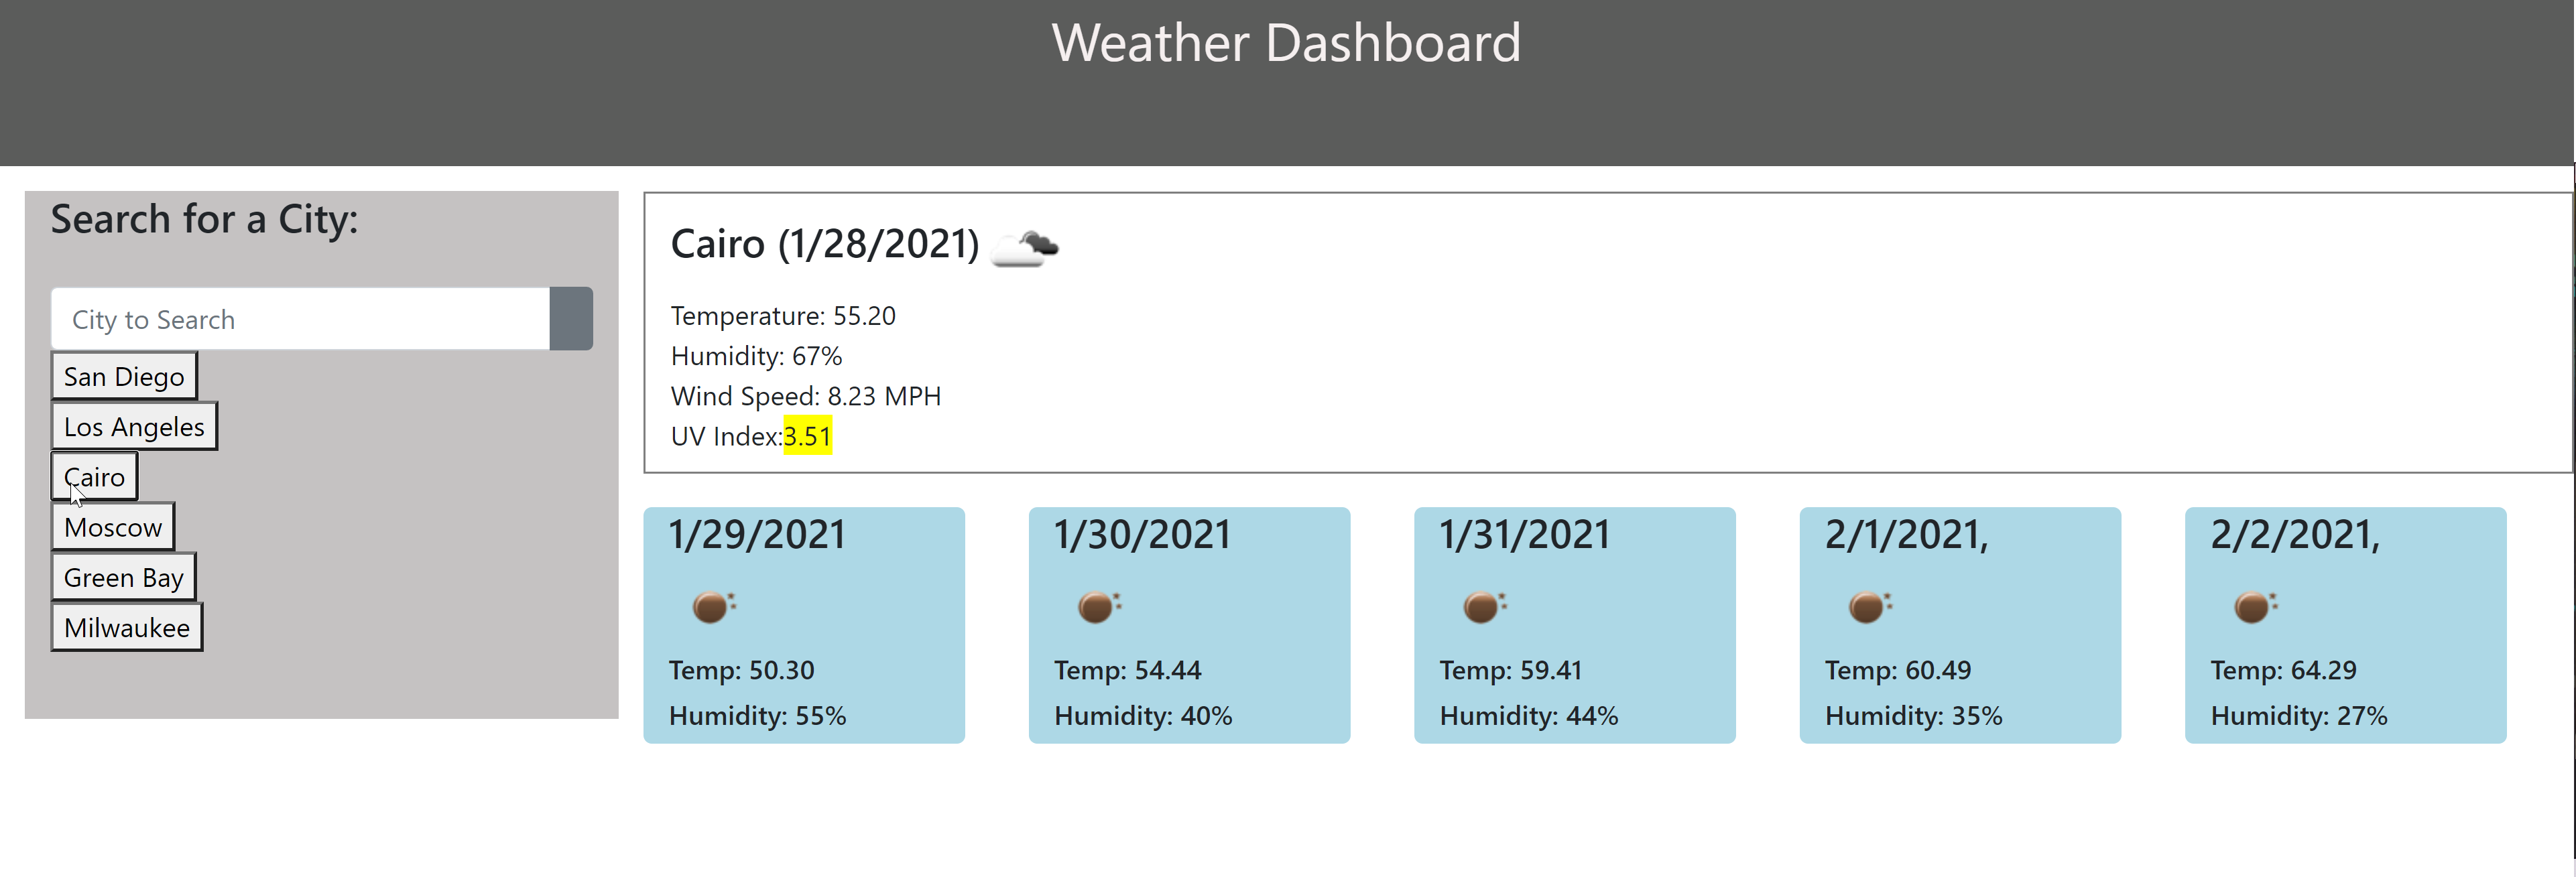 Weather Dashboard
Search for a City:
City to Search
San Diego
Los Angeles
Cairo
Moscow
Green Bay
Milwaukee
Cairo (1/28/2021)
Temperature: 55.20
Humidity: 67%
Wind Speed: 8.23 MPH
UV Index:3.51
1/29/2021
Temp: 50.30
Humidity: 55%
1/30/2021
Temp: 54.44
Humidity: 40%
1/31/2021
Temp: 59.41
Humidity: 44%
2/1/2021,
Temp: 60.49
Humidity: 35%
2/2/2021,
Temp: 64.29
Humidity: 27%